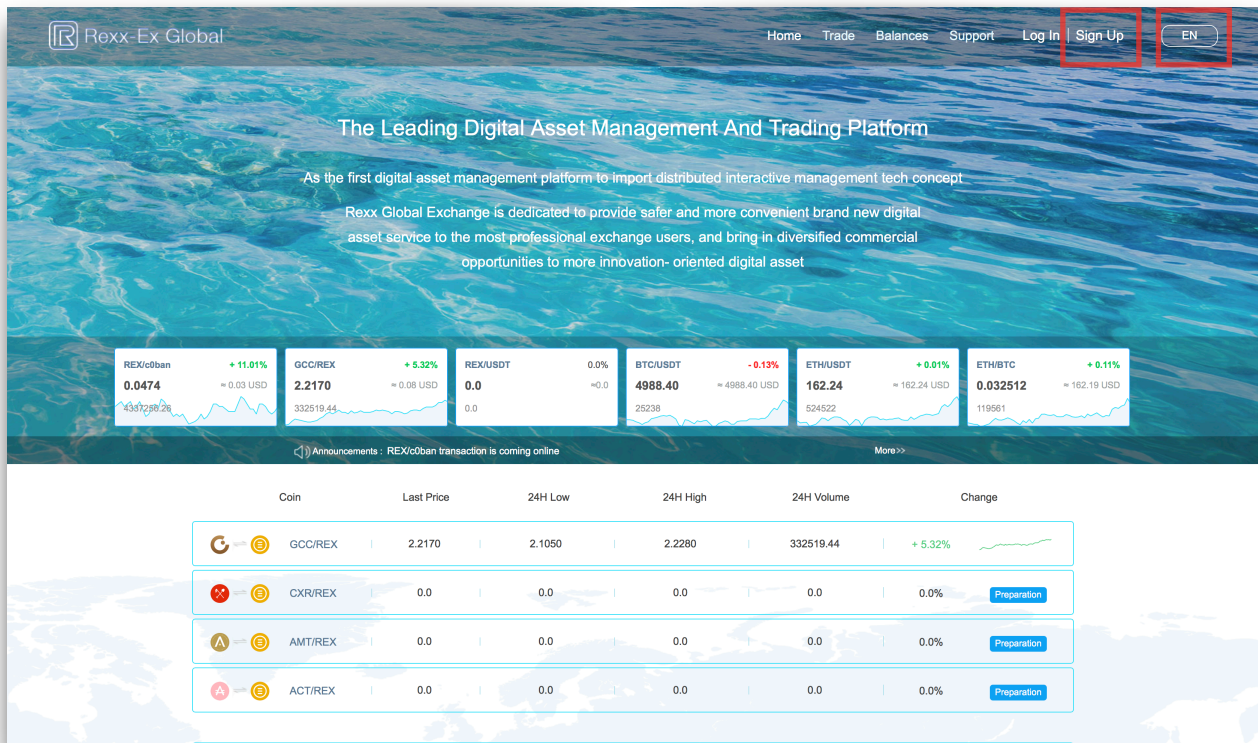 Rexx-Ex Global
Home Trade Balances Support Log In | Sign Up EN
The Leading Digital Asset Management And Trading Platform
As the first digital asset management platform to import distributed interactive management tech concept
Rexx Global Exchange is dedicated to provide safer and more convenient brand new digital
asset service to the most professional exchange users, and bring in diversified commercial
opportunities to more innovation- oriented digital asset
REX/c0ban + 11.01%
0.0474 ≈ 0.03 USD
4337256.28
GCC/REX + 5.32%
2.2170 ≈ 0.08 USD
332519.44
REX/USDT 0.0%
0.0 ≈0.0
0.0
BTC/USDT - 0.13%
4988.40 ≈ 4988.40 USD
25238
ETH/USDT + 0.01%
162.24 ≈ 162.24 USD
524522
ETH/BTC + 0.11%
0.032512 ≈ 162.19 USD
119561
Announcements : REX/c0ban transaction is coming online More>>
Coin Last Price 24H Low 24H High 24H Volume Change
GCC/REX 2.2170 2.1050 2.2280 332519.44 + 5.32%
CXR/REX 0.0 0.0 0.0 0.0 0.0% Preparation
AMT/REX 0.0 0.0 0.0 0.0 0.0% Preparation
ACT/REX 0.0 0.0 0.0 0.0 0.0% Preparation